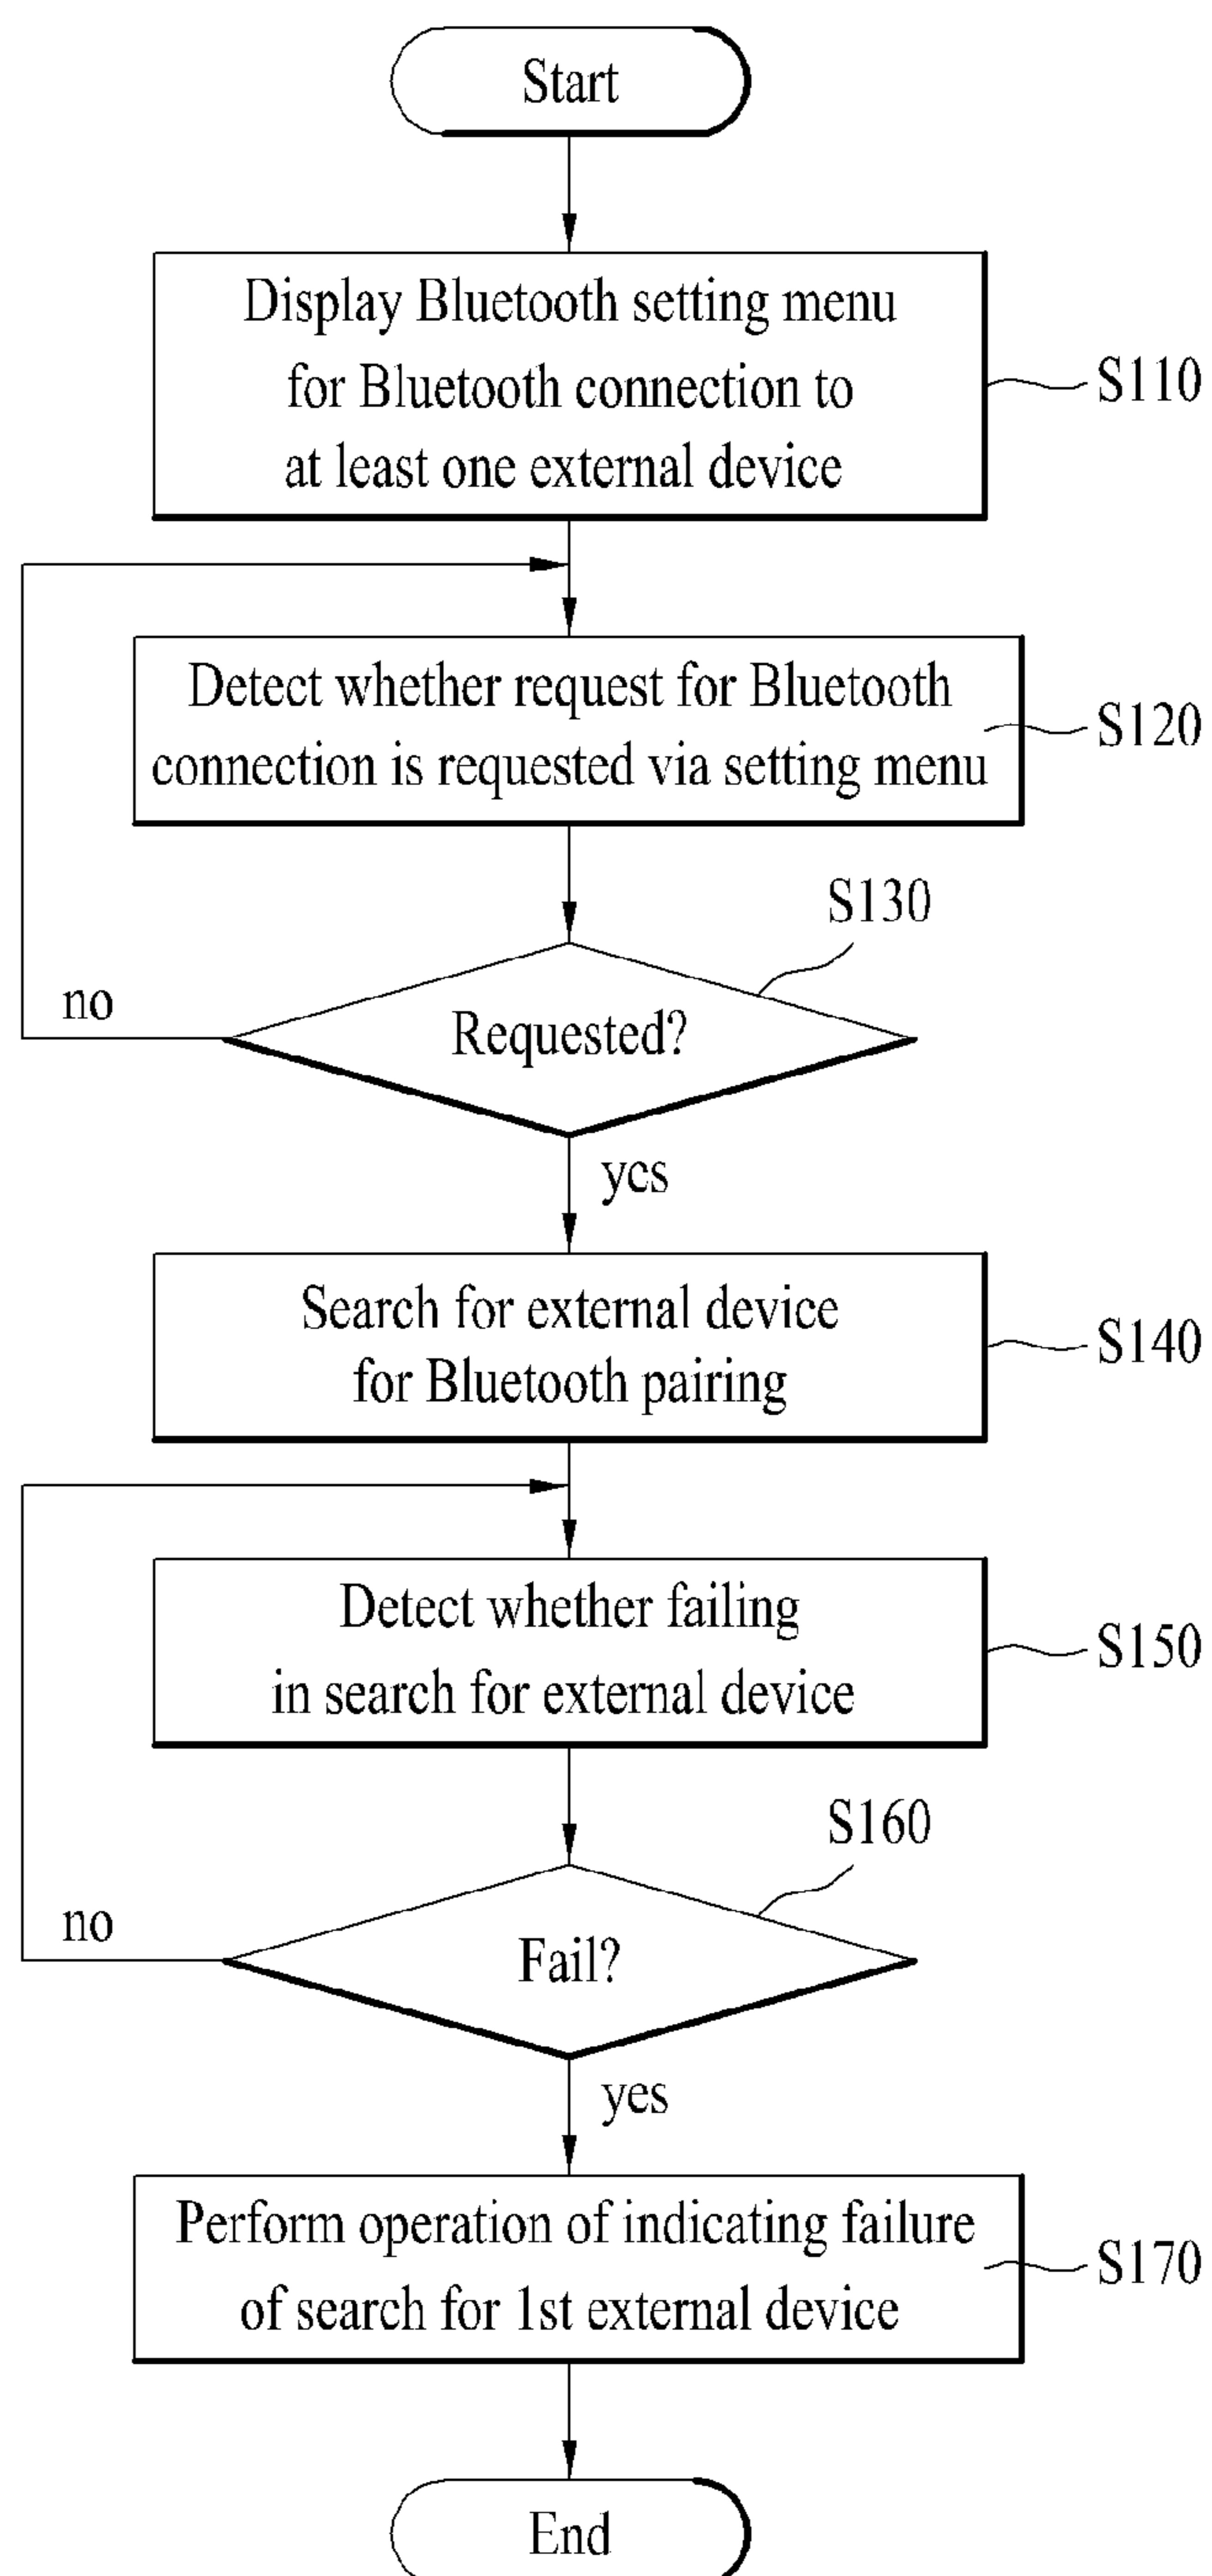 Start
Display Bluetooth setting menu
for Bluetooth connection to
at least one external device
S110
Detect whether request for Bluetooth
connection is requested via setting menu
S120
S130
Requested?
no
yes
Search for external device
for Bluetooth pairing
S140
Detect whether failing
in search for external device
S150
S160
Fail?
no
yes
Perform operation of indicating failure
of search for 1st external device
S170
End